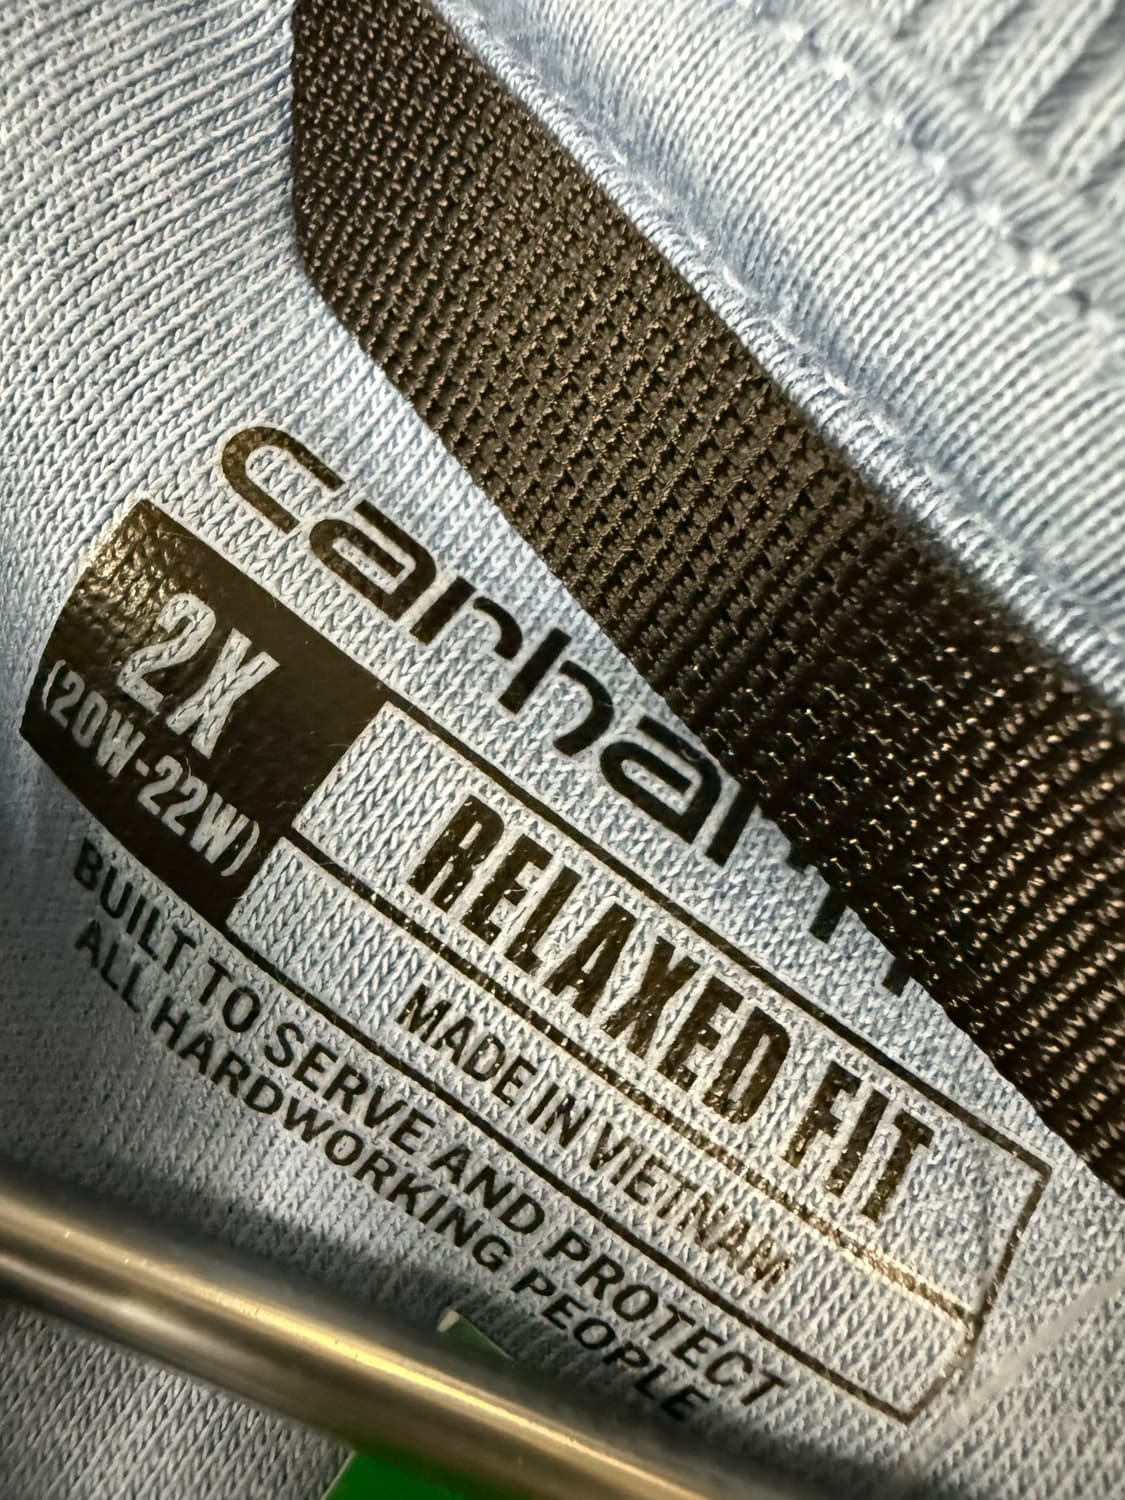 carhartt
2X
(20W-22W)
RELAXED FIT
MADE IN VIETNAM
BUILT TO SERVE AND PROTECT
ALL HARDWORKING PEOPLE